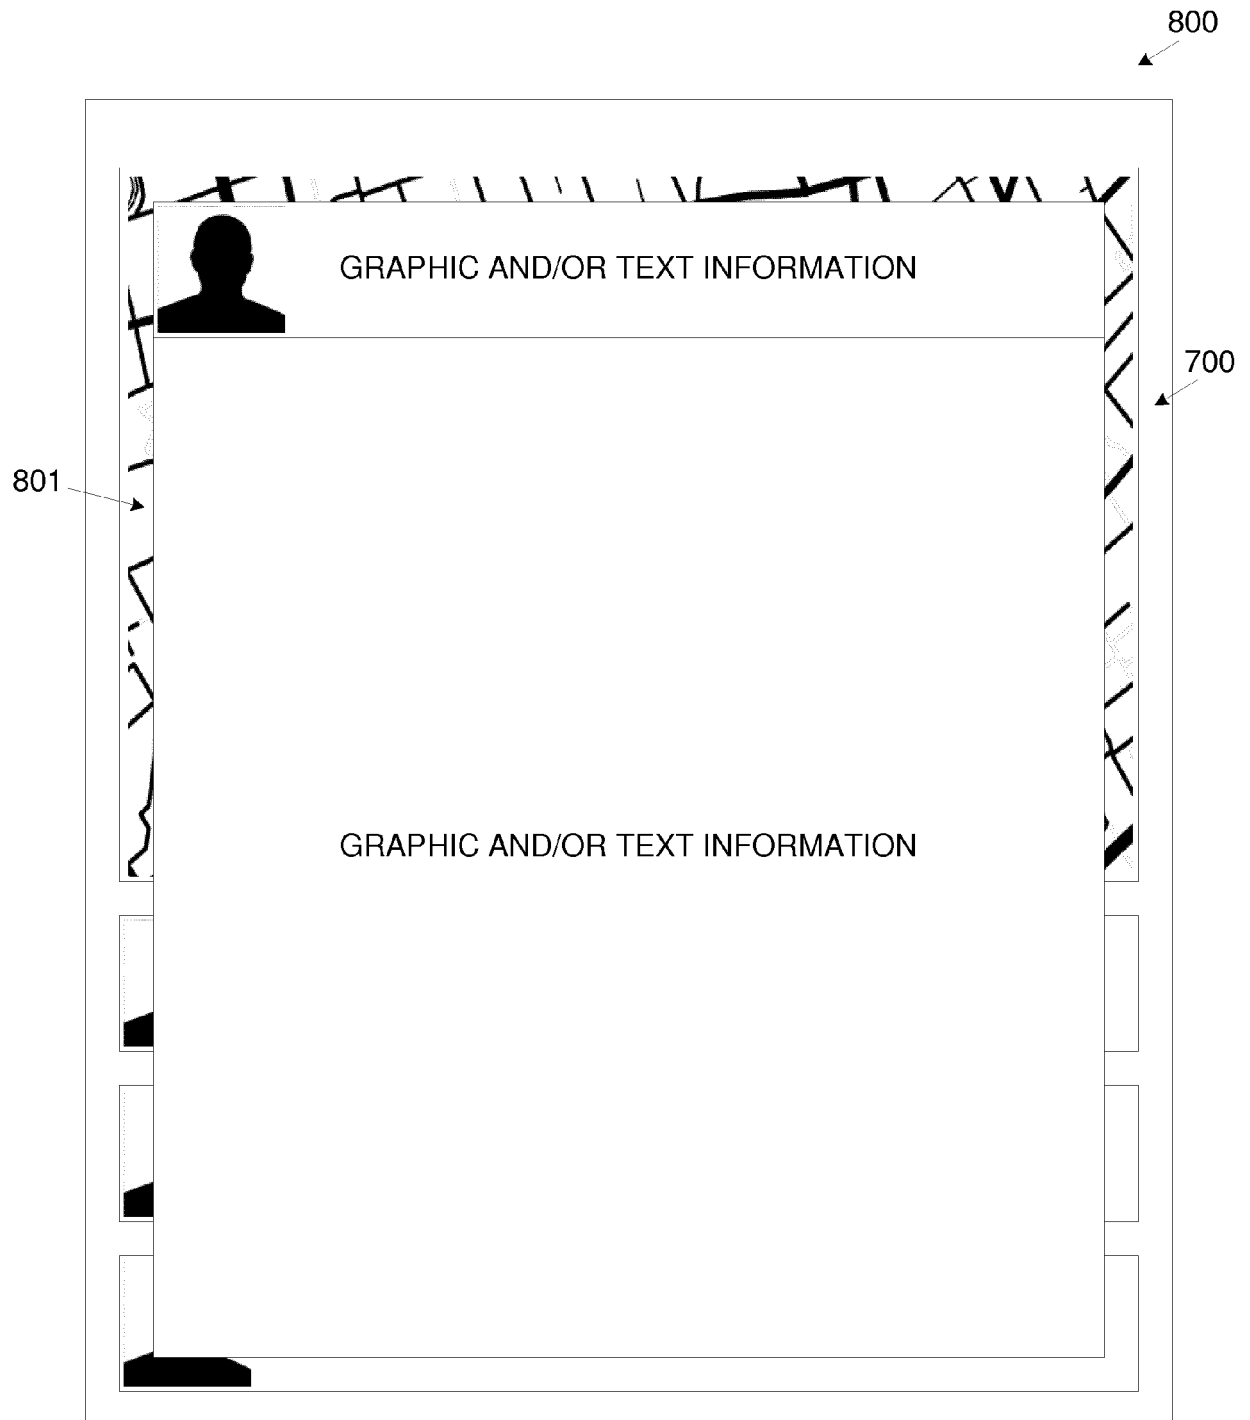 800
GRAPHIC AND/OR TEXT INFORMATION
700
801
GRAPHIC AND/OR TEXT INFORMATION